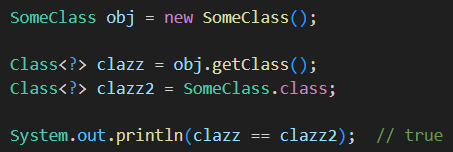 SomeClass obj = new SomeClass();
Class<?> clazz = obj.getClass();
Class<?> clazz2 = SomeClass.class;
System.out.println(clazz == clazz2);  // true